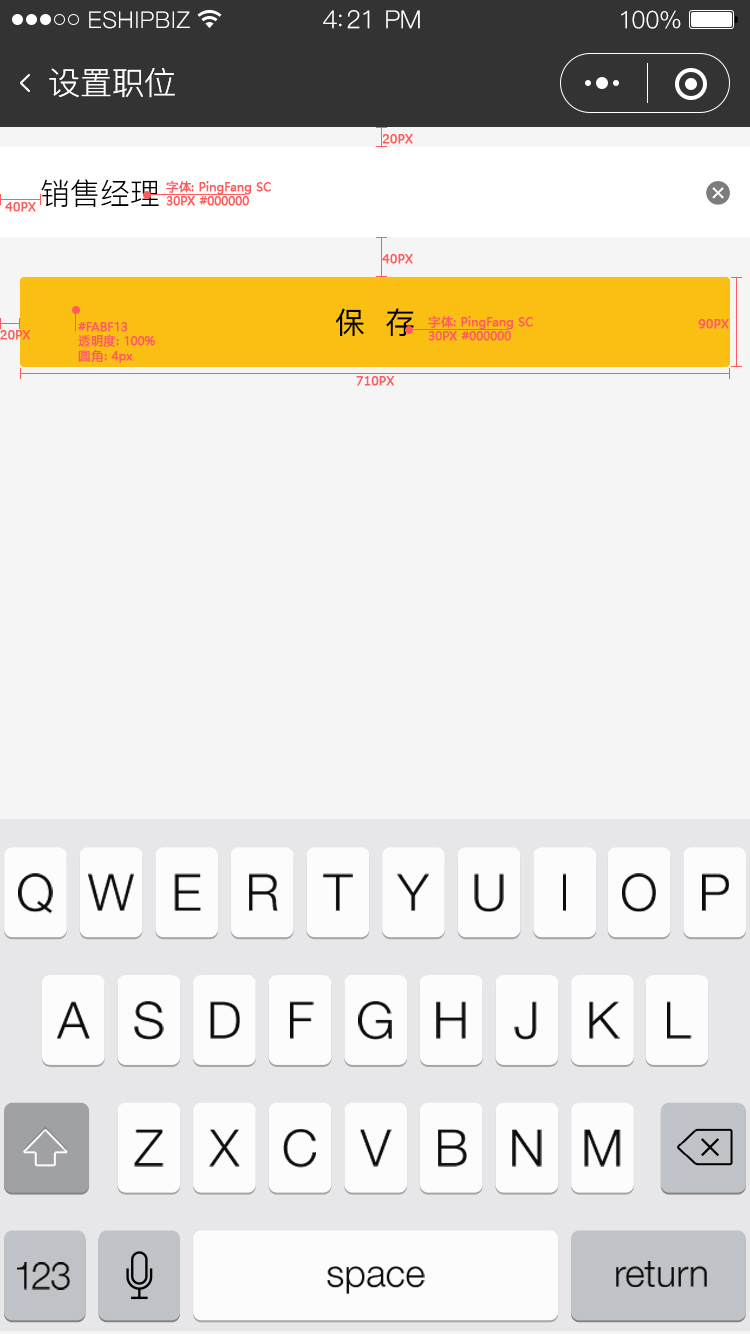 ESHIPBIZ 4:21 PM 100%
设置职位
20PX
销售经理 字体: PingFang SC
30PX #000000
40PX
40PX
保 存 字体: PingFang SC
30PX #000000
90PX
#FABF13
透明度: 100%
圆角: 4px
20PX
710PX
Q W E R T Y U I O P
A S D F G H J K L
Z X C V B N M
123 space return